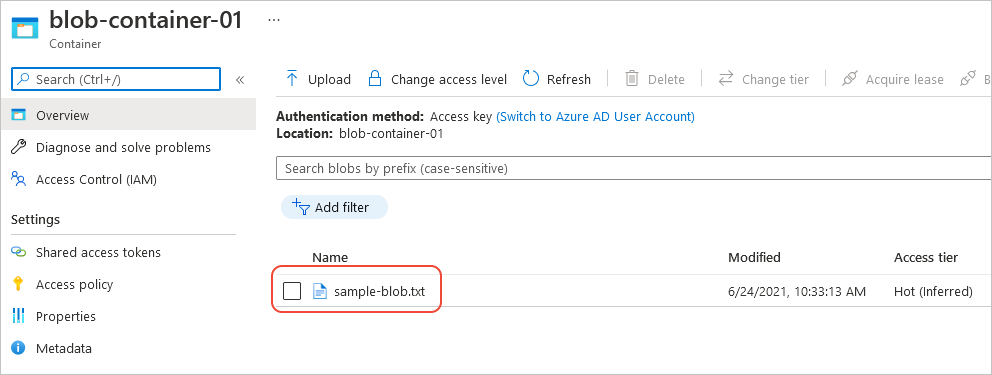 blob-container-01 ...
Container
Search (Ctrl+/)
«
Overview
Diagnose and solve problems
Access Control (IAM)
Settings
Shared access tokens
Access policy
Properties
Metadata
Upload Change access level Refresh Delete Change tier Acquire lease B
Authentication method: Access key (Switch to Azure AD User Account)
Location: blob-container-01
Search blobs by prefix (case-sensitive)
Add filter
Name Modified Access tier
sample-blob.txt 6/24/2021, 10:33:13 AM Hot (Inferred)